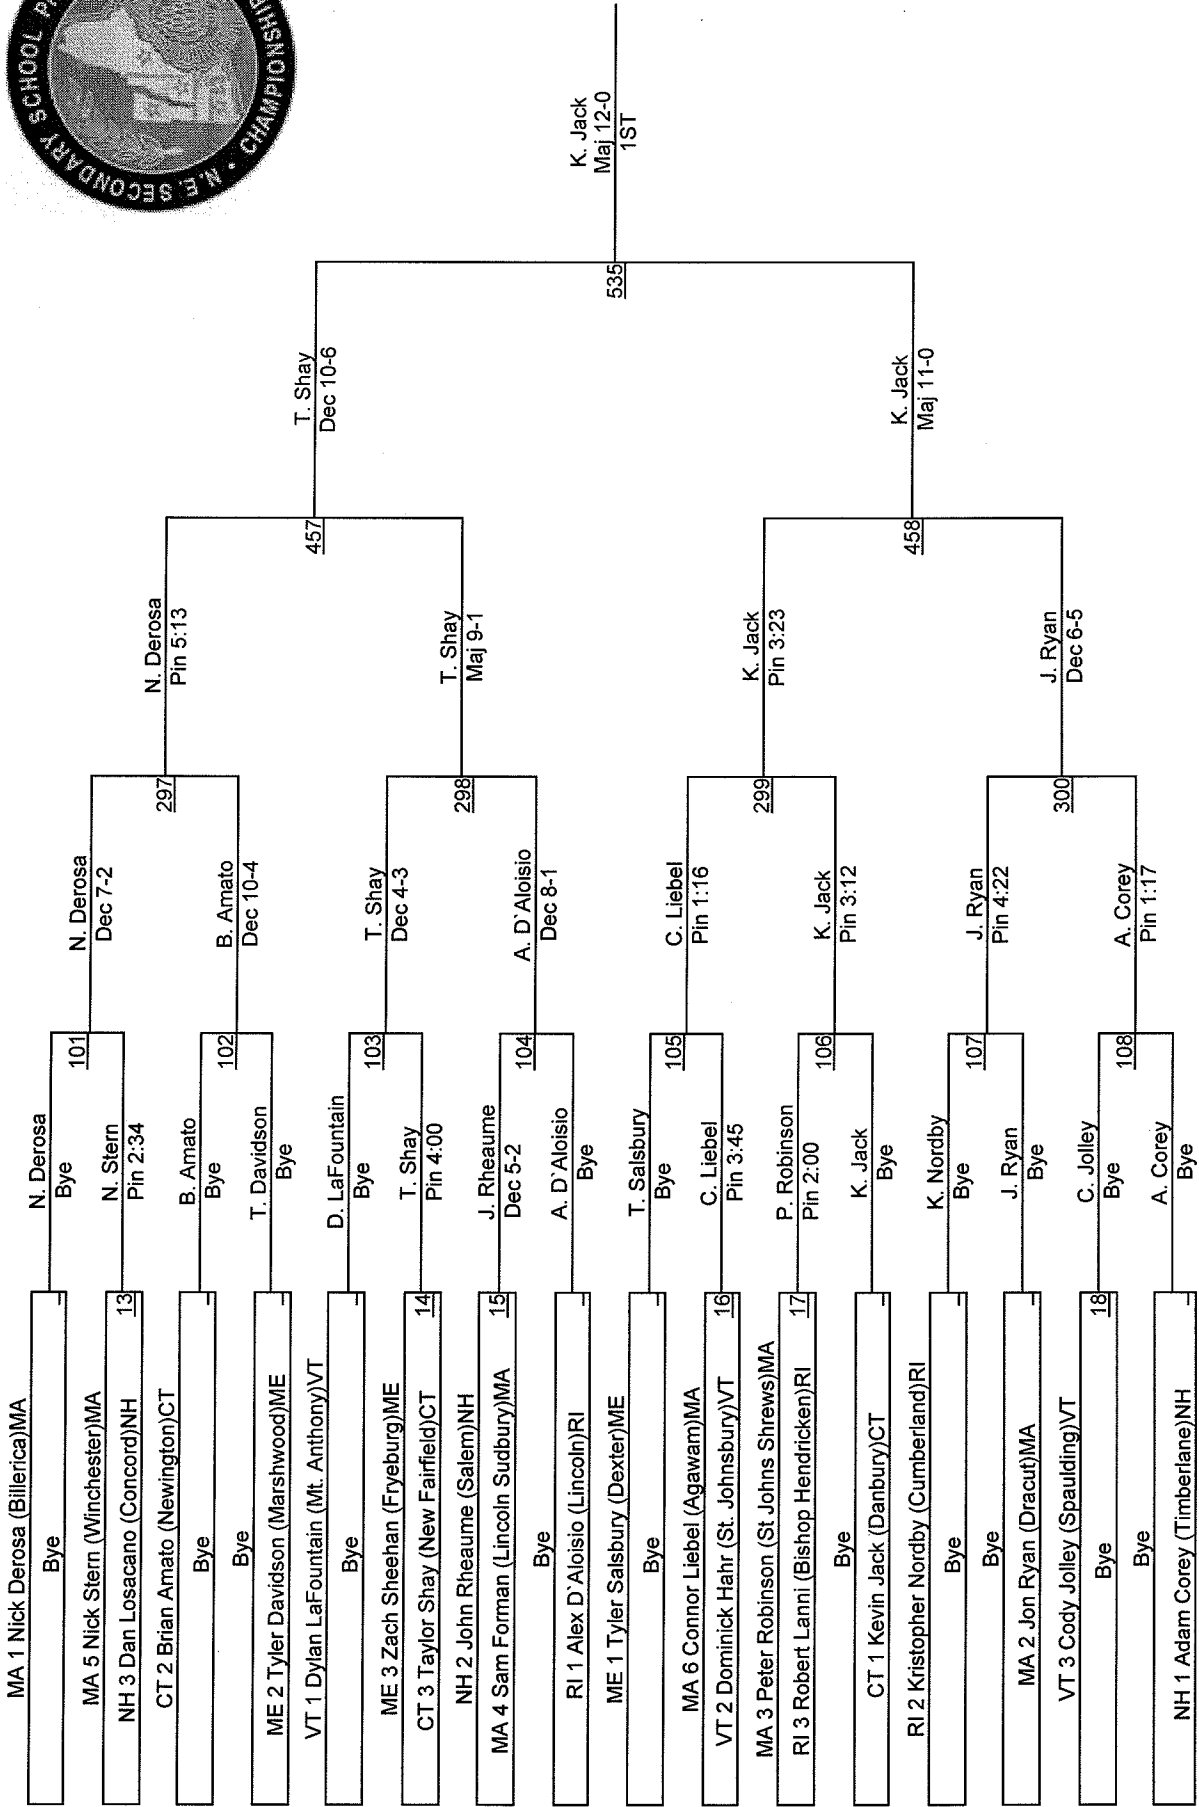 N.E. SECONDARY SCHOOL
CHAMPIONSHIP
MA 1 Nick Derosa (Billerica)MA
Bye
MA 5 Nick Stern (Winchester)MA
13
NH 3 Dan Losacano (Concord)NH
CT 2 Brian Amato (Newington)CT
Bye
Bye
ME 2 Tyler Davidson (Marshwood)ME
VT 1 Dylan LaFountain (Mt. Anthony)VT
Bye
ME 3 Zach Sheehan (Fryeburg)ME
14
CT 3 Taylor Shay (New Fairfield)CT
NH 2 John Rheaume (Salem)NH
15
MA 4 Sam Forman (Lincoln Sudbury)MA
Bye
RI 1 Alex D`Aloisio (Lincoln)RI
ME 1 Tyler Salsbury (Dexter)ME
Bye
MA 6 Connor Liebel (Agawam)MA
16
VT 2 Dominick Hahr (St. Johnsbury)VT
MA 3 Peter Robinson (St Johns Shrews)MA
17
RI 3 Robert Lanni (Bishop Hendricken)RI
Bye
CT 1 Kevin Jack (Danbury)CT
RI 2 Kristopher Nordby (Cumberland)RI
Bye
Bye
MA 2 Jon Ryan (Dracut)MA
VT 3 Cody Jolley (Spaulding)VT
18
Bye
Bye
NH 1 Adam Corey (Timberlane)NH
N. Derosa
Bye
101
N. Stern
Pin 2:34
B. Amato
Bye
102
T. Davidson
Bye
D. LaFountain
Bye
103
T. Shay
Pin 4:00
J. Rheaume
Dec 5-2
104
A. D`Aloisio
Bye
T. Salsbury
Bye
105
C. Liebel
Pin 3:45
P. Robinson
Pin 2:00
106
K. Jack
Bye
K. Nordby
Bye
107
J. Ryan
Bye
C. Jolley
Bye
108
A. Corey
Bye
N. Derosa
Dec 7-2
297
B. Amato
Dec 10-4
T. Shay
Dec 4-3
298
A. D`Aloisio
Dec 8-1
C. Liebel
Pin 1:16
299
K. Jack
Pin 3:12
J. Ryan
Pin 4:22
300
A. Corey
Pin 1:17
N. Derosa
Pin 5:13
457
T. Shay
Maj 9-1
K. Jack
Pin 3:23
458
J. Ryan
Dec 6-5
T. Shay
Dec 10-6
535
K. Jack
Maj 11-0
K. Jack
Maj 12-0
1ST